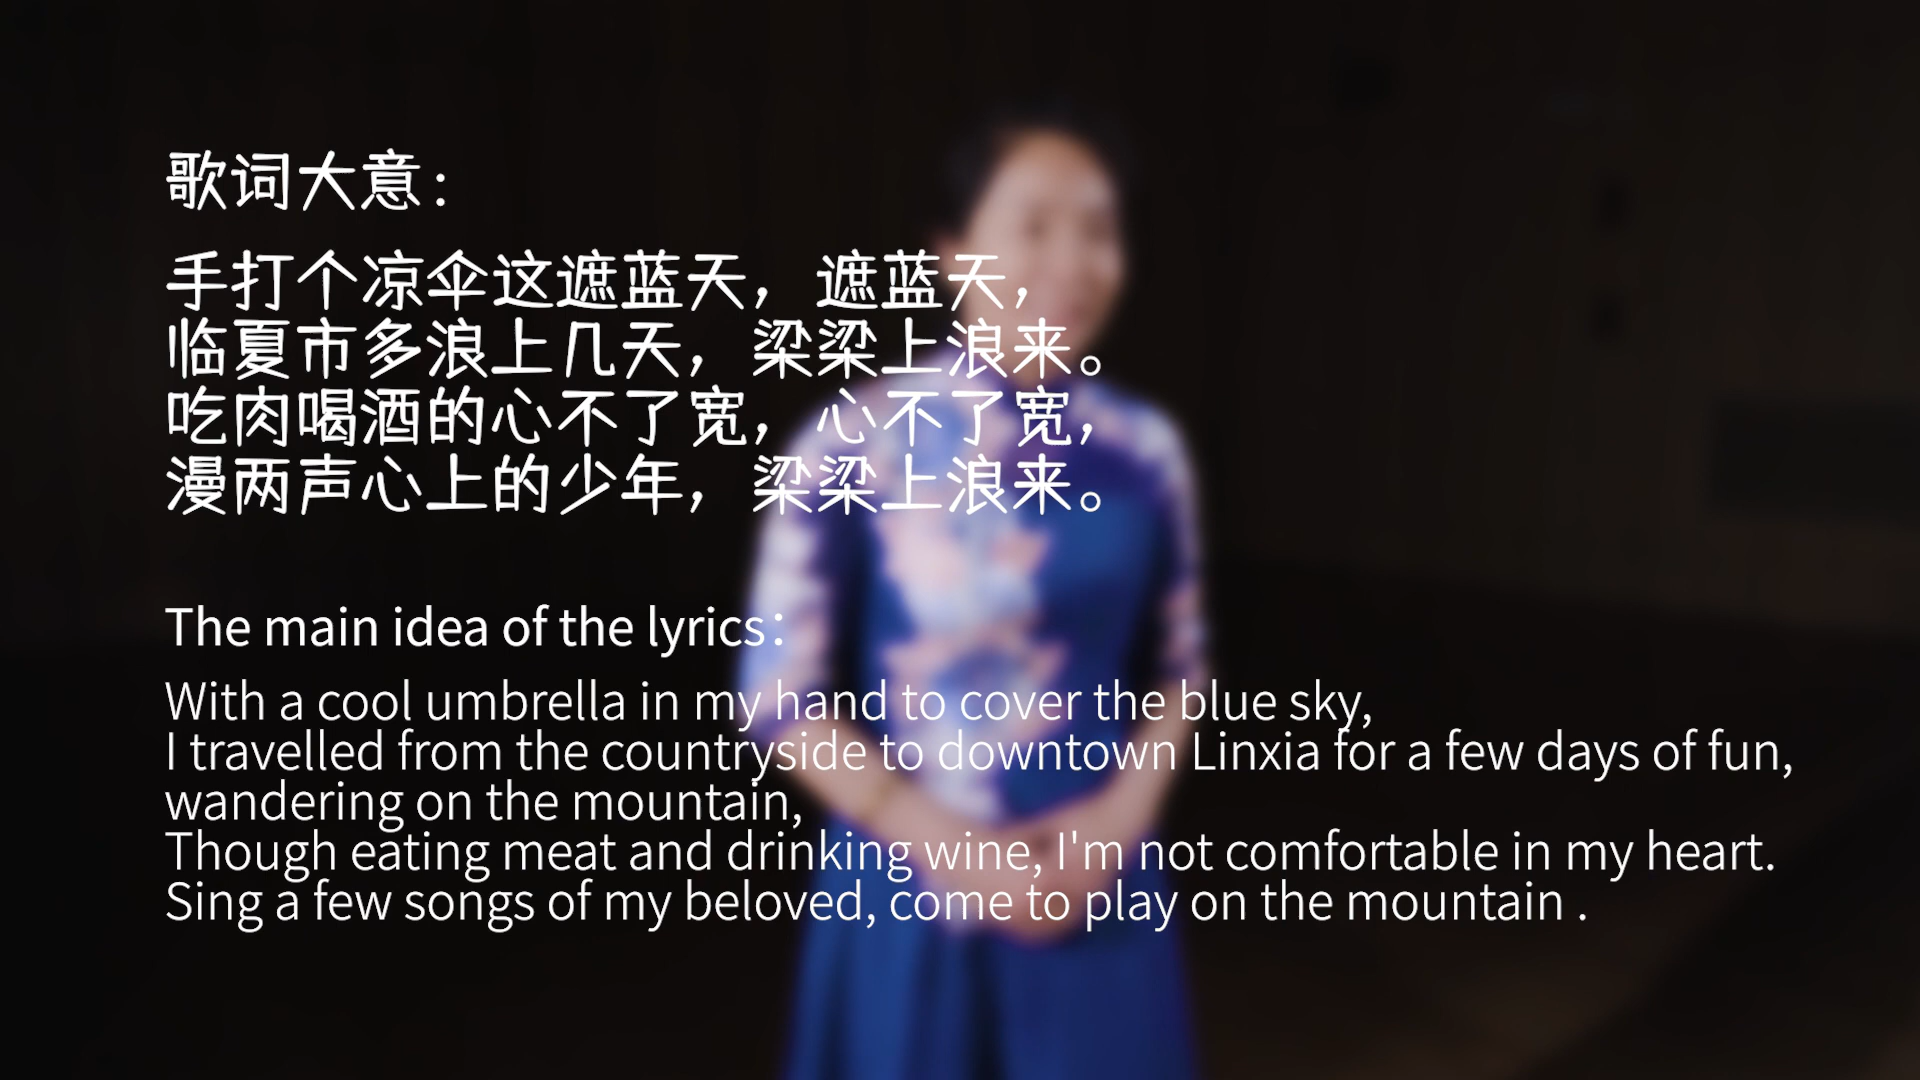 歌词大意：
手打个凉伞这遮蓝天，遮蓝天，
临夏市多浪上几天，梁梁上浪来。
吃肉喝酒的心不了宽，心不了宽，
漫两声心上的少年，梁梁上浪来。
The main idea of the lyrics：
With a cool umbrella in my hand to cover the blue sky,
I travelled from the countryside to downtown Linxia for a few days of fun,
wandering on the mountain,
Though eating meat and drinking wine, I'm not comfortable in my heart.
Sing a few songs of my beloved, come to play on the mountain .